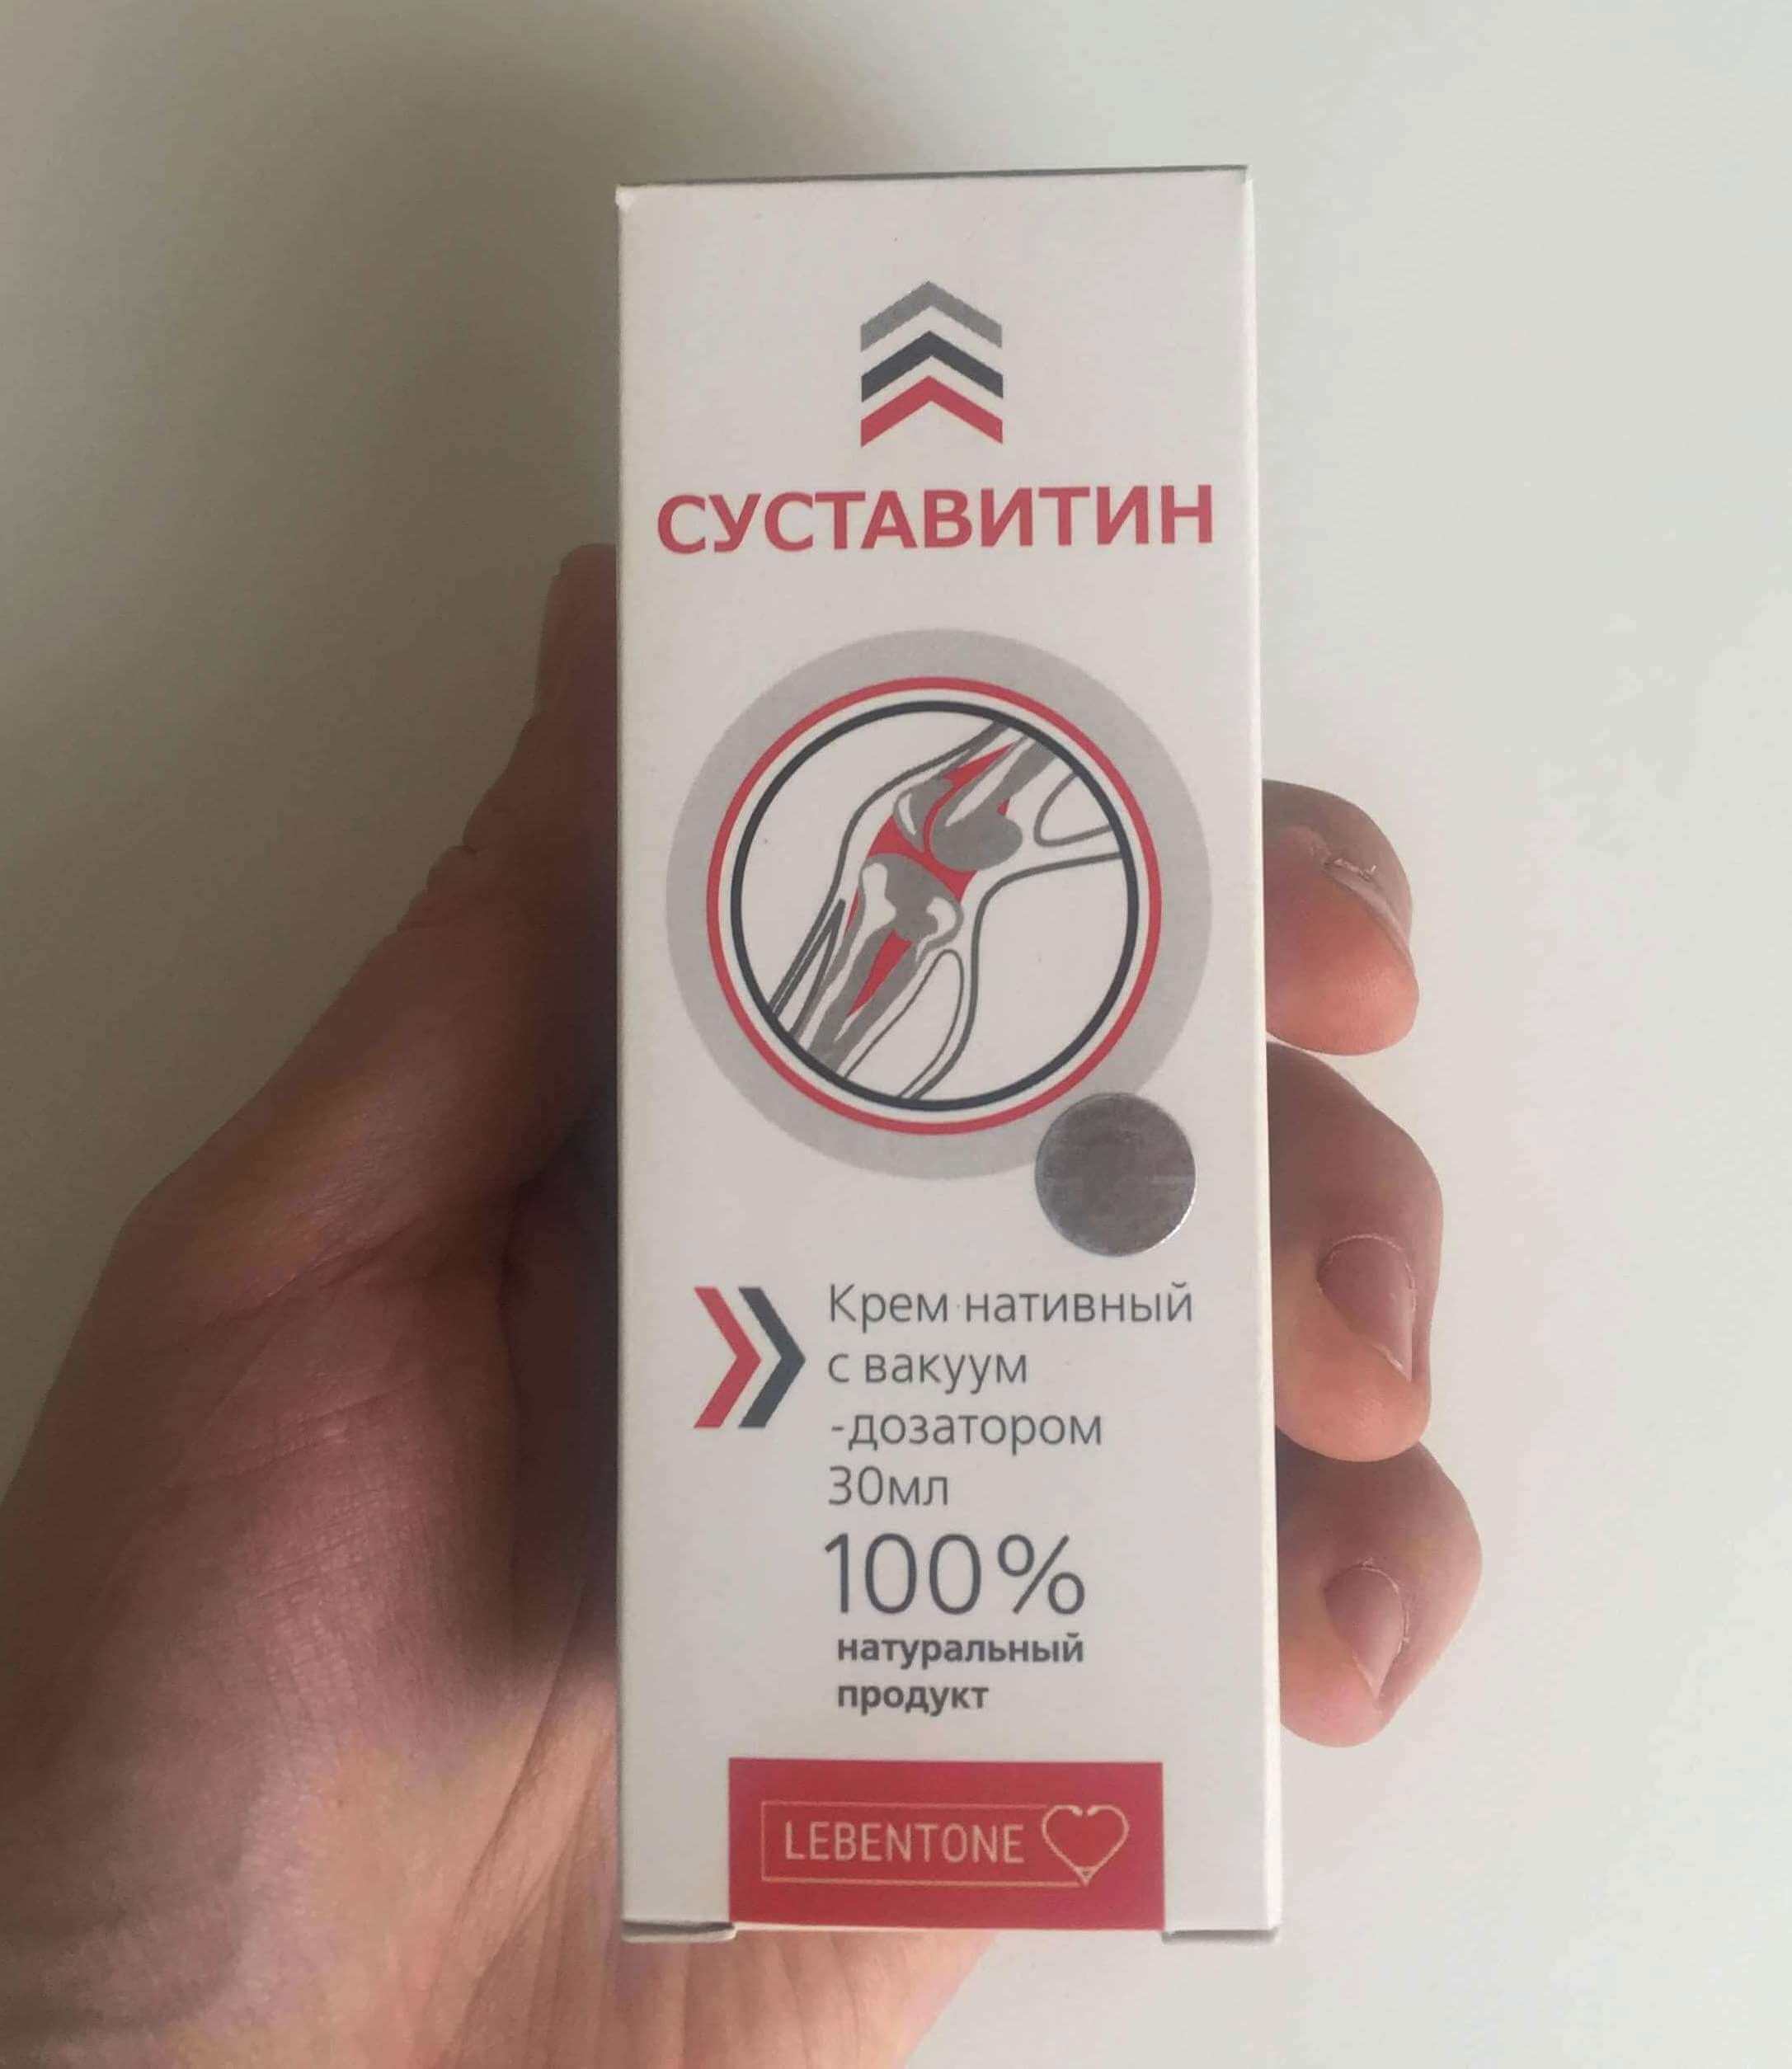 СУСТАВИТИН
Крем нативный
с вакуум
-дозатором
30мл
100%
натуральный
продукт
LEBENTONE